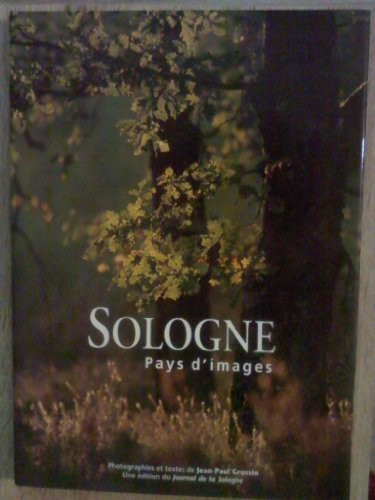 SOLOGNE
Pays d'images
Photographies et textes de Jean-Paul Grossin
Une édition du Journal de la Sologne